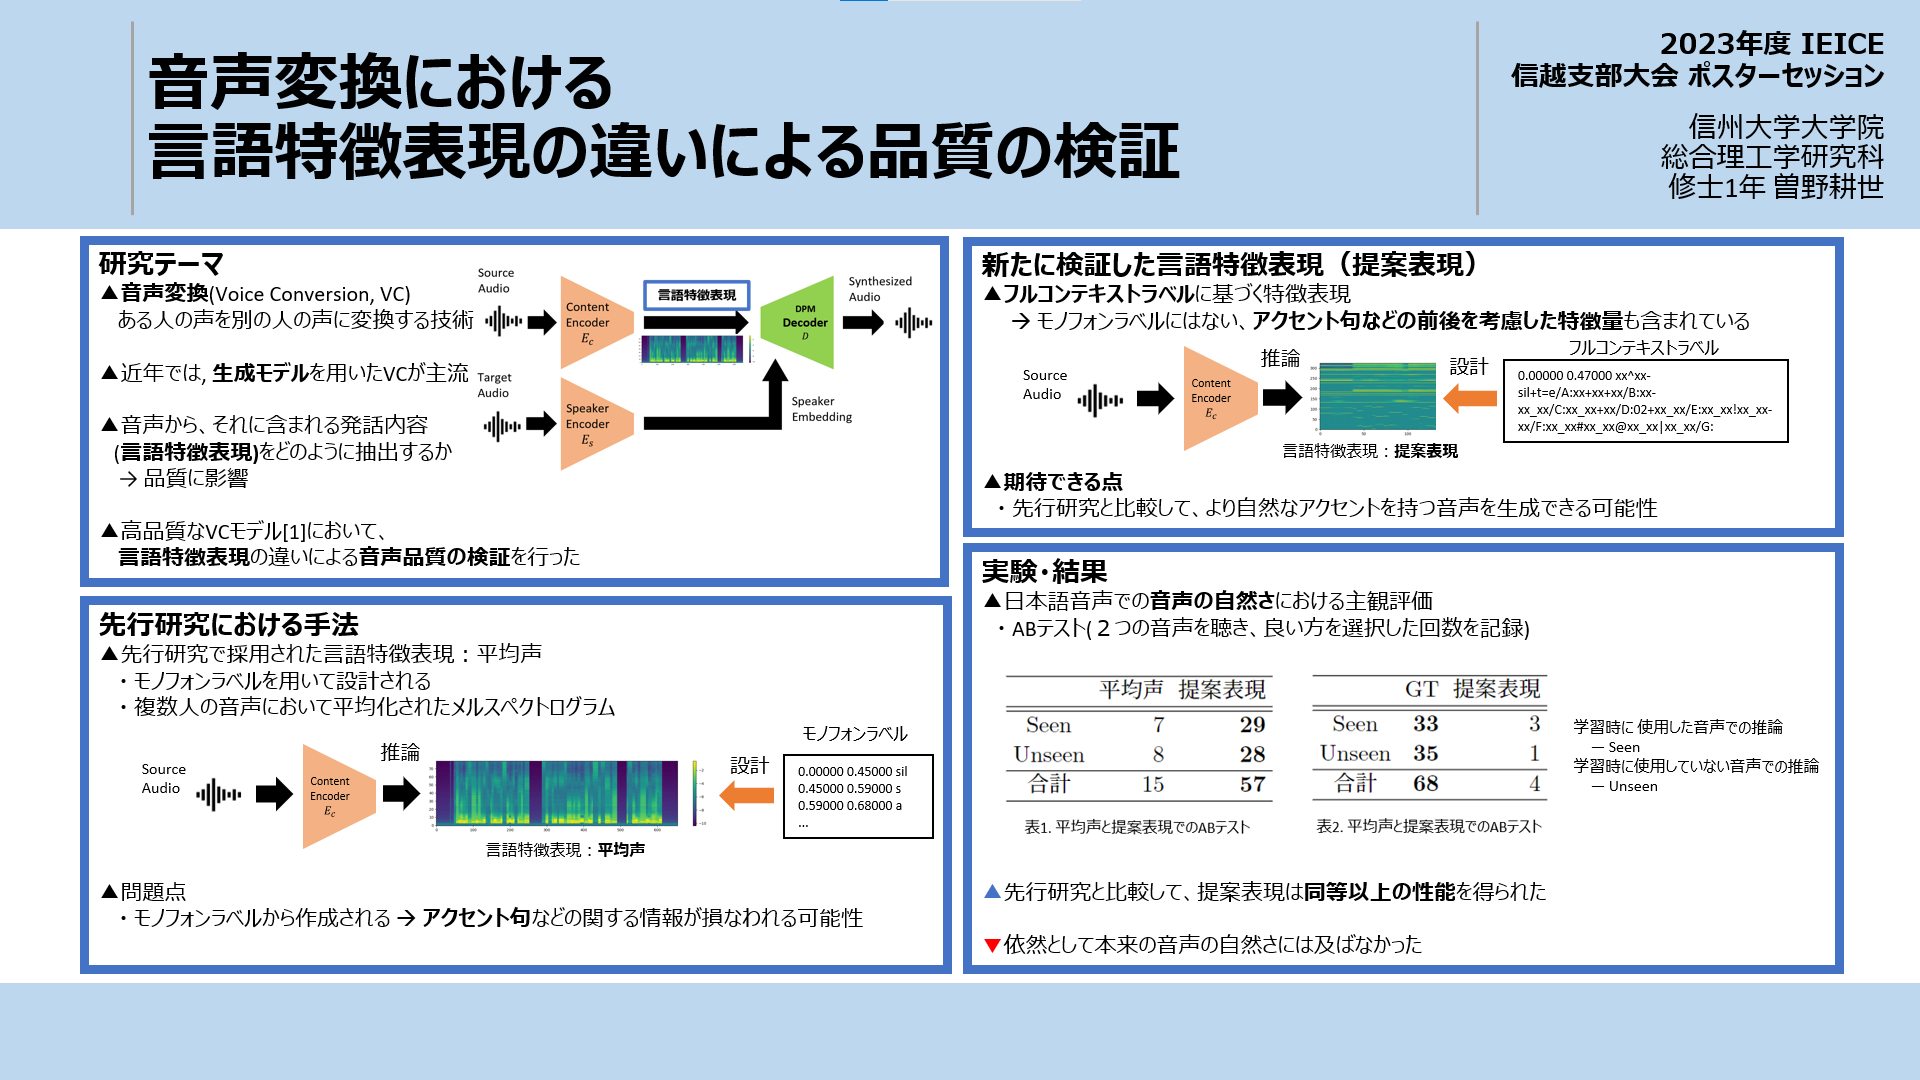 音声変換における
言語特徴表現の違いによる品質の検証
2023年度 IEICE
信越支部大会 ポスターセッション
信州大学大学院
総合理工学研究科
修士1年 曽野耕世
研究テーマ
▲音声変換(Voice Conversion, VC)
ある人の声を別の人の声に変換する技術
▲近年では, 生成モデルを用いたVCが主流
▲音声から、それに含まれる発話内容
(言語特徴表現)をどのように抽出するか
→ 品質に影響
▲高品質なVCモデル[1]において、
言語特徴表現の違いによる音声品質の検証を行った
Source
Audio
Content
Encoder
Ec
言語特徴表現
DPM
Decoder
D
Synthesized
Audio
Target
Audio
Speaker
Encoder
Es
Speaker
Embedding
先行研究における手法
▲先行研究で採用された言語特徴表現：平均声
・モノフォンラベルを用いて設計される
・複数人の音声において平均化されたメルスペクトログラム
Source
Audio
Content
Encoder
Ec
推論
設計
モノフォンラベル
0.00000 0.45000 sil
0.45000 0.59000 s
0.59000 0.68000 a
...
言語特徴表現：平均声
▲問題点
・モノフォンラベルから作成される → アクセント句などの関する情報が損なわれる可能性
新たに検証した言語特徴表現（提案表現）
▲フルコンテキストラベルに基づく特徴表現
→ モノフォンラベルにはない、アクセント句などの前後を考慮した特徴量も含まれている
Source
Audio
Content
Encoder
Ec
推論
設計
フルコンテキストラベル
0.00000 0.47000 xx^xx-
sil+t=e/A:xx+xx+xx/B:xx-
xx_xx/C:xx_xx+xx/D:02+xx_xx/E:xx_xx!xx_xx-
xx/F:xx_xx#xx_xx@xx_xx|xx_xx/G:
言語特徴表現：提案表現
▲期待できる点
・先行研究と比較して、より自然なアクセントを持つ音声を生成できる可能性
実験・結果
▲日本語音声での音声の自然さにおける主観評価
・ABテスト(２つの音声を聴き、良い方を選択した回数を記録)
平均声 提案表現
Seen 7 29
Unseen 8 28
合計 15 57
表1. 平均声と提案表現でのABテスト
GT 提案表現
Seen 33 3
Unseen 35 1
合計 68 4
表2. 平均声と提案表現でのABテスト
学習時に 使用した音声での推論
— Seen
学習時に使用していない音声での推論
— Unseen
▲先行研究と比較して、提案表現は同等以上の性能を得られた
▼依然として本来の音声の自然さには及ばなかった